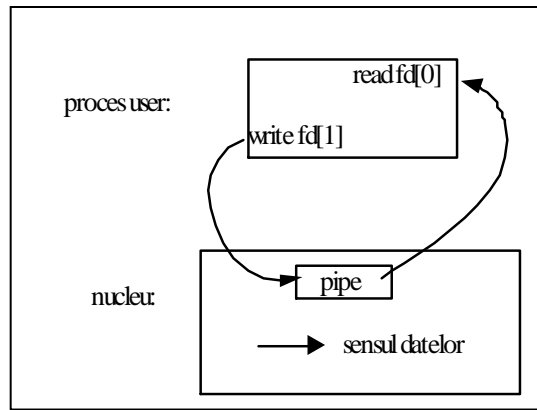 read fd[0]
proces user:
write fd[1]
pipe
nucleu:
sensul datelor